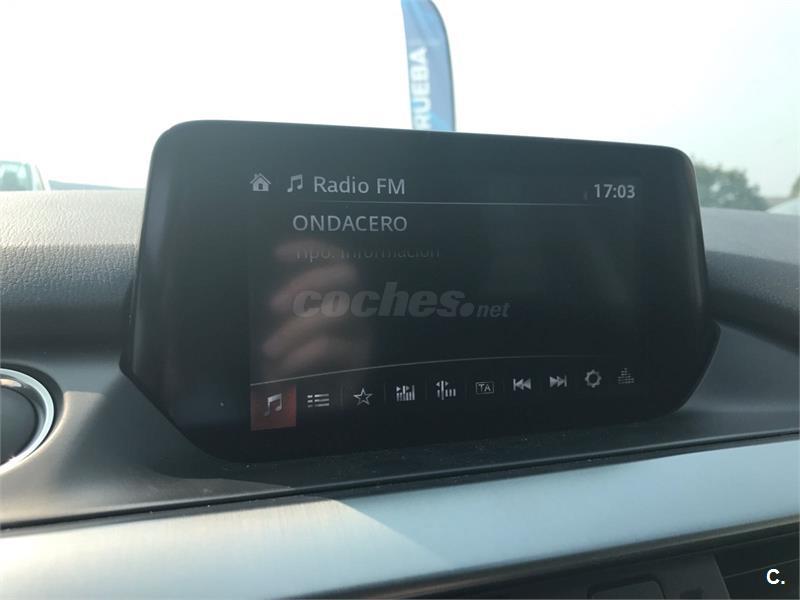 RUEBA
Radio FM
17:03
ONDACERO
Tipo: Información
coches.net
TA
C.